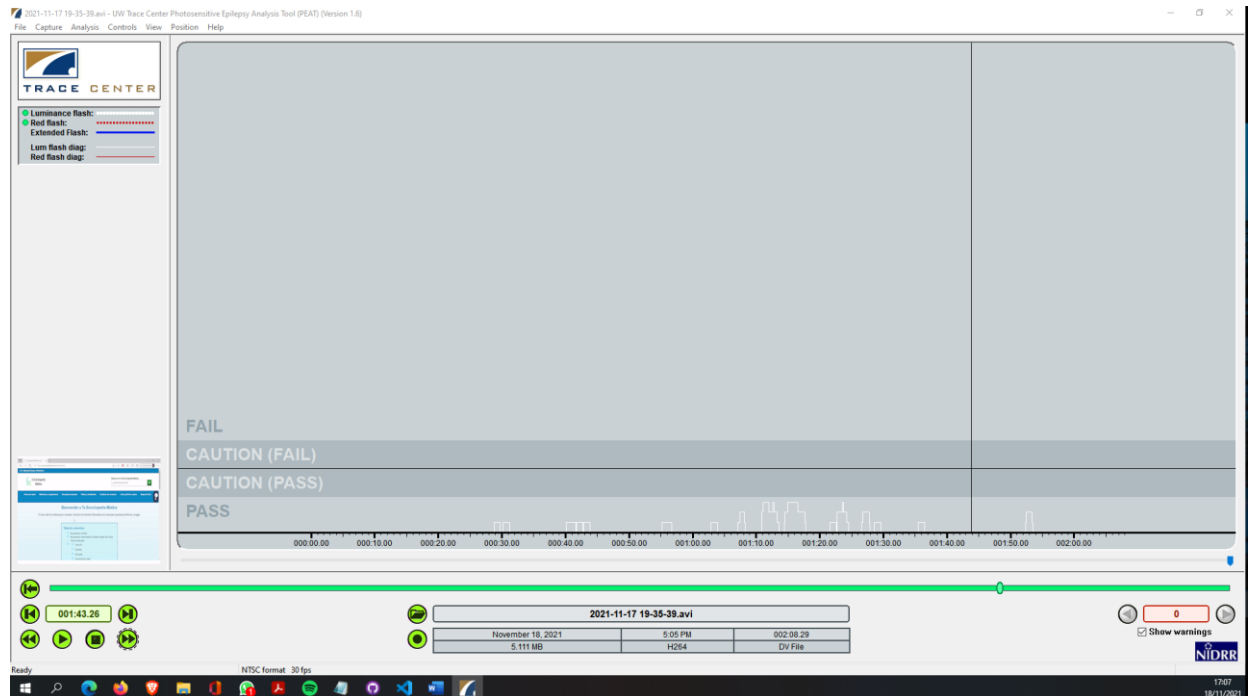 2021-11-17 19-35-39.avi - UW Trace Center Photosensitive Epilepsy Analysis Tool (PEAT) (Version 1.6)
File Capture Analysis Controls View Position Help
TRACE CENTER
Luminance flash:
Red flash:
Extended Flash:
Lum flash diag:
Red flash diag:
FAIL
CAUTION (FAIL)
CAUTION (PASS)
PASS
000:00.00 000:10.00 000:20.00 000:30.00 000:40.00 000:50.00 001:00.00 001:10.00 001:20.00 001:30.00 001:40.00 001:50.00 002:00.00
001:43.26
2021-11-17 19-35-39.avi
November 18, 2021 5:05 PM 002:08.29
5.111 MB H264 DV File
0
Show warnings
NIDRR
Ready NTSC format 30 fps
17:07
18/11/2021